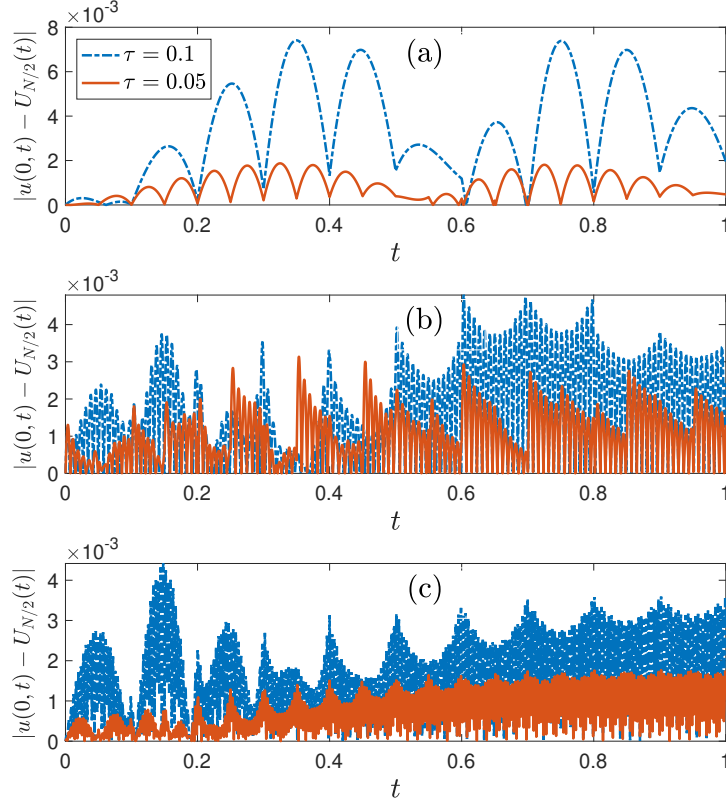 ×10⁻³
8
6
4
2
0
|u(0, t) − U_{N/2}(t)|
τ = 0.1
τ = 0.05
(a)
0 0.2 0.4 0.6 0.8 1
t
×10⁻³
4
3
2
1
0
|u(0, t) − U_{N/2}(t)|
(b)
0 0.2 0.4 0.6 0.8 1
t
×10⁻³
4
3
2
1
0
|u(0, t) − U_{N/2}(t)|
(c)
0 0.2 0.4 0.6 0.8 1
t